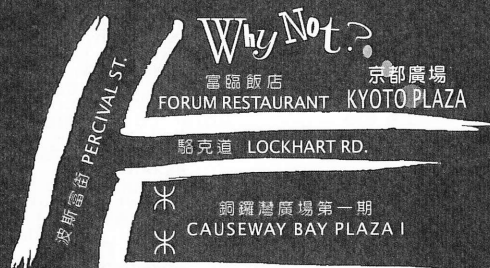 Why Not.?
富臨飯店
FORUM RESTAURANT
京都廣場
KYOTO PLAZA
波斯富街 PERCIVAL ST.
駱克道 LOCKHART RD.
銅鑼灣廣場第一期
CAUSEWAY BAY PLAZA I